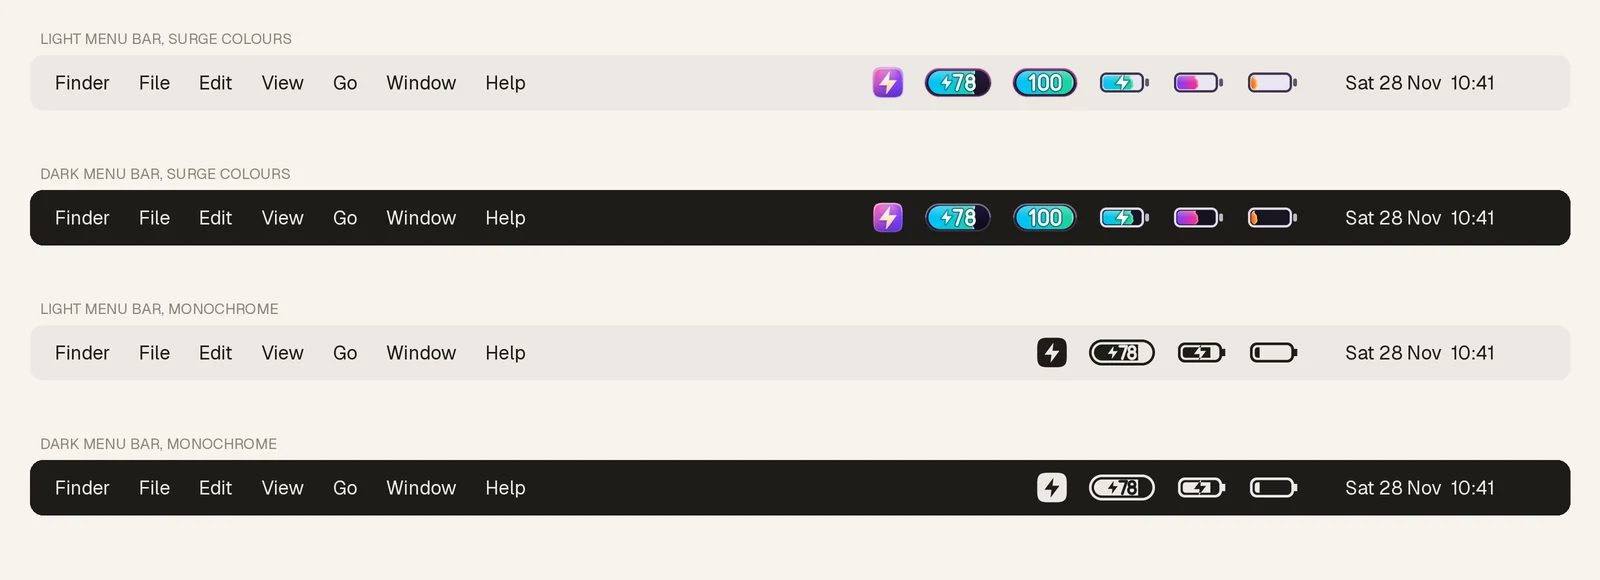 LIGHT MENU BAR, SURGE COLOURS
Finder File Edit View Go Window Help 78 100 Sat 28 Nov 10:41
DARK MENU BAR, SURGE COLOURS
Finder File Edit View Go Window Help 78 100 Sat 28 Nov 10:41
LIGHT MENU BAR, MONOCHROME
Finder File Edit View Go Window Help 78 Sat 28 Nov 10:41
DARK MENU BAR, MONOCHROME
Finder File Edit View Go Window Help 78 Sat 28 Nov 10:41